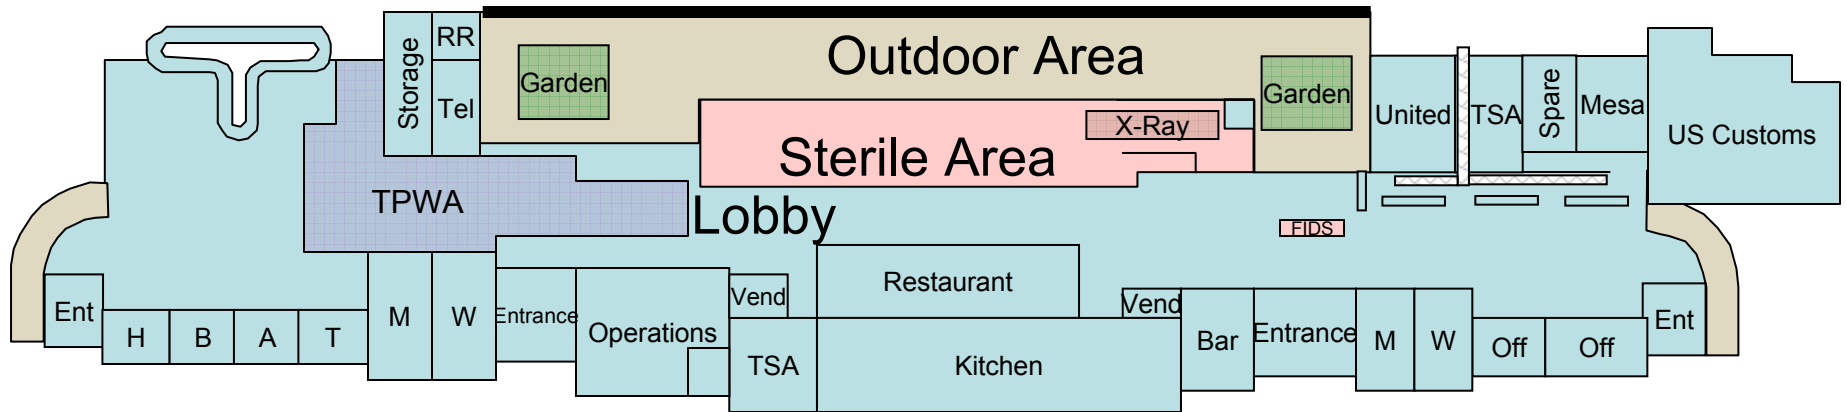 Storage
RR
Tel
Garden
Outdoor Area
Garden
X-Ray
Sterile Area
United
TSA
Spare
Mesa
US Customs
TPWA
Lobby
FIDS
Ent
H
B
A
T
M
W
Entrance
Operations
Vend
TSA
Restaurant
Kitchen
Vend
Bar
Entrance
M
W
Off
Off
Ent